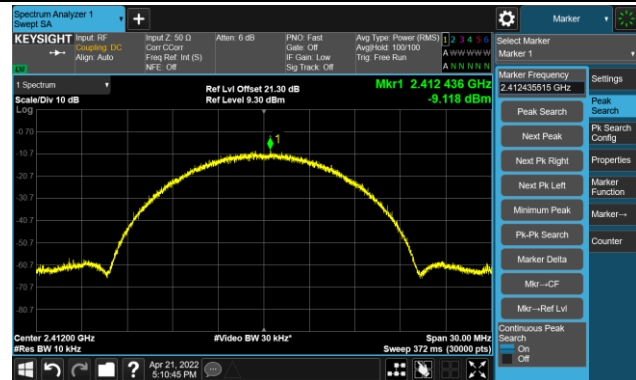 Spectrum Analyzer 1
Swept SA
Marker
KEYSIGHT
Input: RF
Coupling: DC
Align: Auto
Input Z: 50 Ω
Corr CCorr
Freq Ref: Int (S)
NFE: Off
Atten: 6 dB
PNO: Fast
Gate: Off
IF Gain: Low
Sig Track: Off
Avg Type: Power (RMS)
Avg|Hold: 100/100
Trig: Free Run
1 2 3 4 5 6
A W W W W W
A N N N N N
Select Marker
Marker 1
1 Spectrum
Scale/Div 10 dB
Log
Ref Lvl Offset 21.30 dB
Ref Level 9.30 dBm
Mkr1 2.412 436 GHz
-9.118 dBm
Marker Frequency
2.412435515 GHz
Settings
Peak Search
Peak
Search
Next Peak
Pk Search
Config
Next Pk Right
Properties
Next Pk Left
Marker
Function
Minimum Peak
Marker→
Pk-Pk Search
Counter
Marker Delta
Mkr→CF
Mkr→Ref Lvl
Continuous Peak
Search
On
Off
1
-0.70
-10.7
-20.7
-30.7
-40.7
-50.7
-60.7
-70.7
-80.7
Center 2.41200 GHz
#Res BW 10 kHz
#Video BW 30 kHz*
Span 30.00 MHz
Sweep 372 ms (30000 pts)
?
Apr 21, 2022
5:10:45 PM